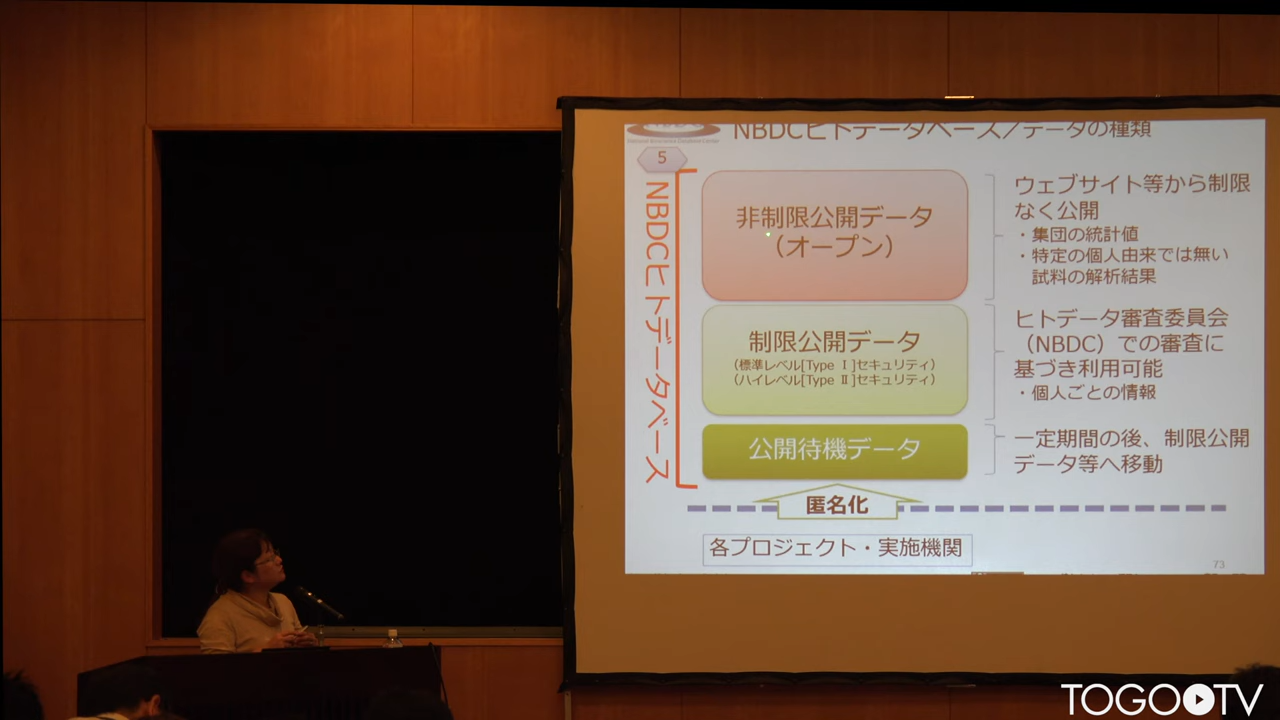 NBDCヒトデータベース／データの種類
5
NBDCヒトデータベース
非制限公開データ
（オープン）
ウェブサイト等から制限
なく公開
・集団の統計値
・特定の個人由来では無い
試料の解析結果
制限公開データ
（標準レベル[Type Ⅰ]セキュリティ）
（ハイレベル[Type Ⅱ]セキュリティ）
ヒトデータ審査委員会
（NBDC）での審査に
基づき利用可能
・個人ごとの情報
公開待機データ
一定期間の後、制限公開
データ等へ移動
匿名化
各プロジェクト・実施機関
73
TOGOTV